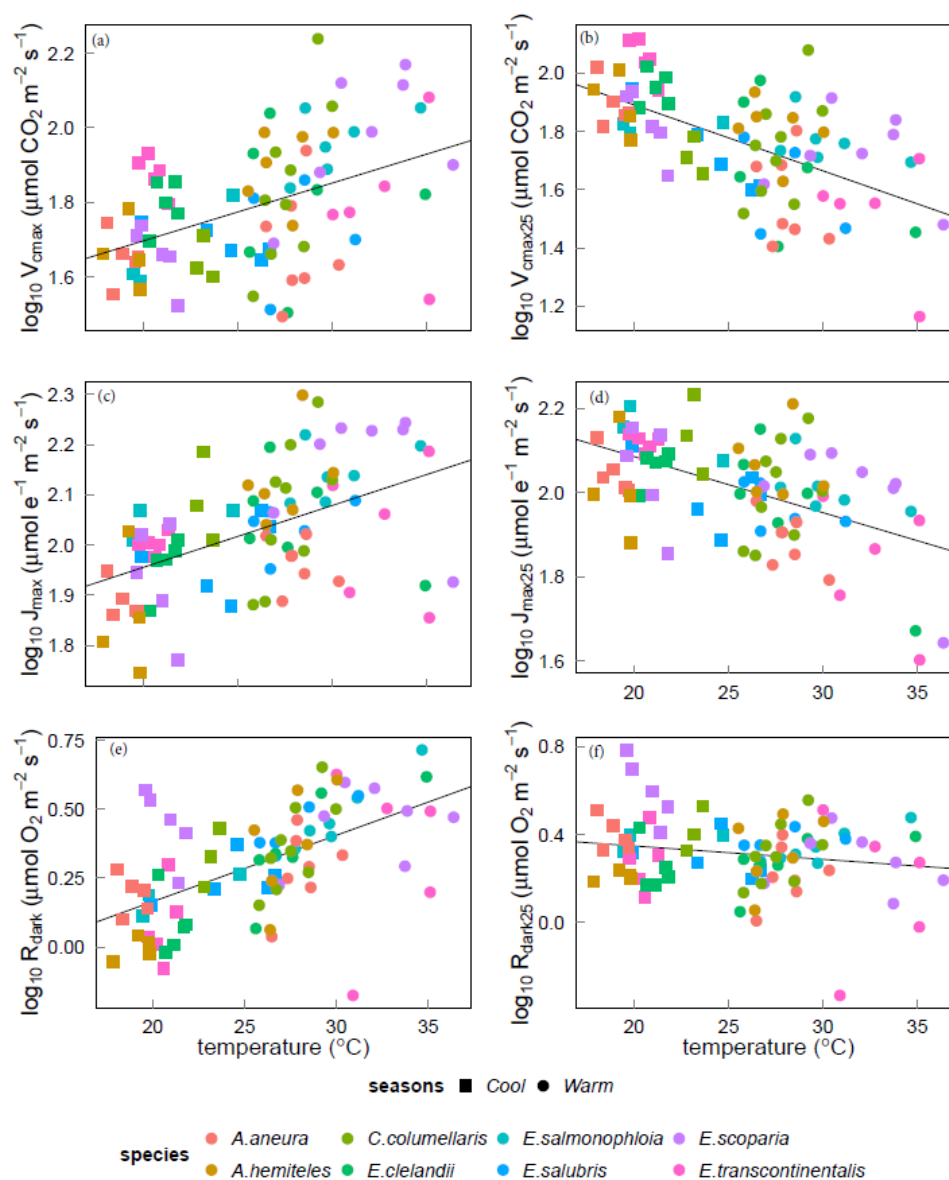 (a)
log10 Vcmax (µmol CO2 m−2 s−1)
2.2
2.0
1.8
1.6
(b)
log10 Vcmax25 (µmol CO2 m−2 s−1)
2.0
1.8
1.6
1.4
1.2
(c)
log10 Jmax (µmol e−1 m−2 s−1)
2.3
2.2
2.1
2.0
1.9
1.8
(d)
log10 Jmax25 (µmol e−1 m−2 s−1)
2.2
2.0
1.8
1.6
20 25 30 35
(e)
log10 Rdark (µmol O2 m−2 s−1)
0.75
0.50
0.25
0.00
20 25 30 35
temperature (°C)
(f)
log10 Rdark25 (µmol O2 m−2 s−1)
0.8
0.4
0.0
20 25 30 35
temperature (°C)
seasons Cool Warm
species
A.aneura C.columellaris E.salmonophloia E.scoparia
A.hemiteles E.clelandii E.salubris E.transcontinentalis